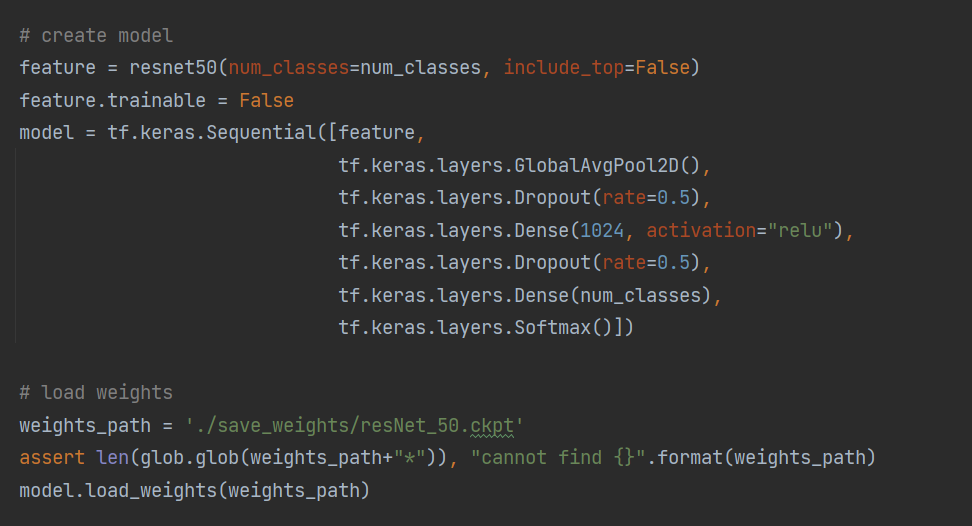 # create model
feature = resnet50(num_classes=num_classes, include_top=False)
feature.trainable = False
model = tf.keras.Sequential([feature,
                             tf.keras.layers.GlobalAvgPool2D(),
                             tf.keras.layers.Dropout(rate=0.5),
                             tf.keras.layers.Dense(1024, activation="relu"),
                             tf.keras.layers.Dropout(rate=0.5),
                             tf.keras.layers.Dense(num_classes),
                             tf.keras.layers.Softmax()])

# load weights
weights_path = './save_weights/resNet_50.ckpt'
assert len(glob.glob(weights_path+"*")), "cannot find {}".format(weights_path)
model.load_weights(weights_path)